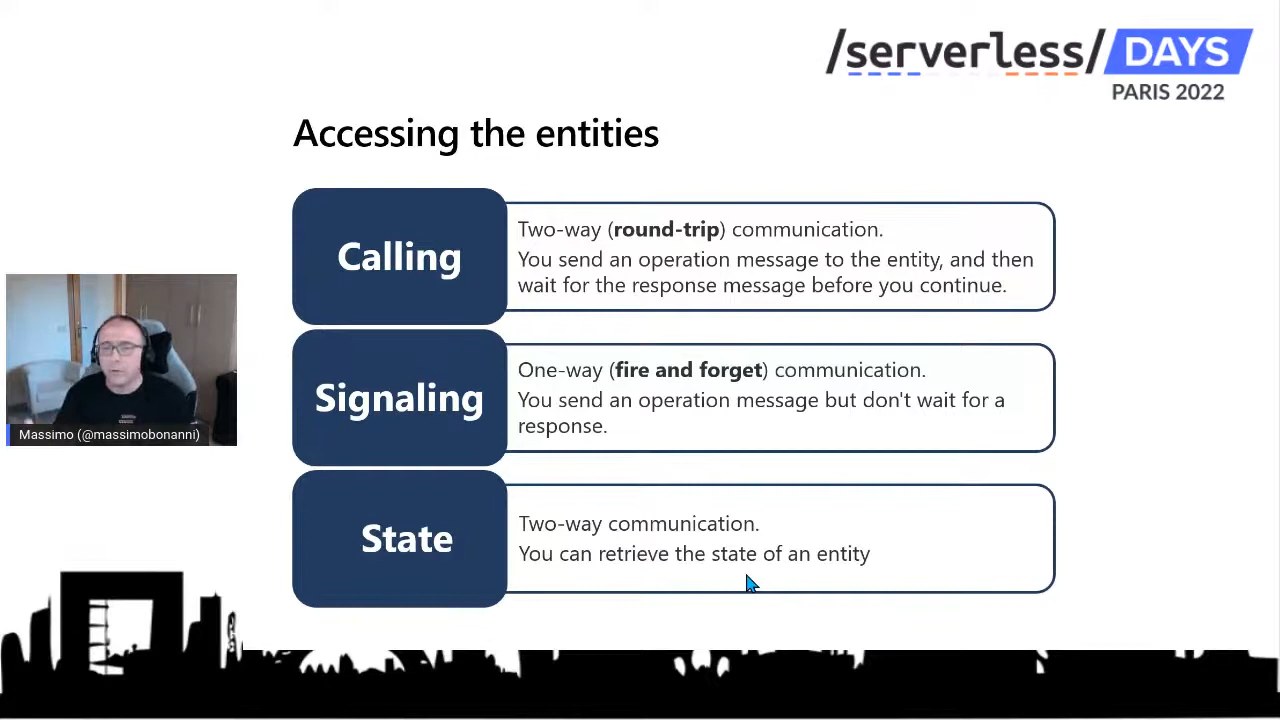 /serverless/ DAYS
PARIS 2022
Accessing the entities
Calling
Two-way (round-trip) communication.
You send an operation message to the entity, and then
wait for the response message before you continue.
Signaling
One-way (fire and forget) communication.
You send an operation message but don't wait for a
response.
State
Two-way communication.
You can retrieve the state of an entity
Massimo (@massimobonanni)